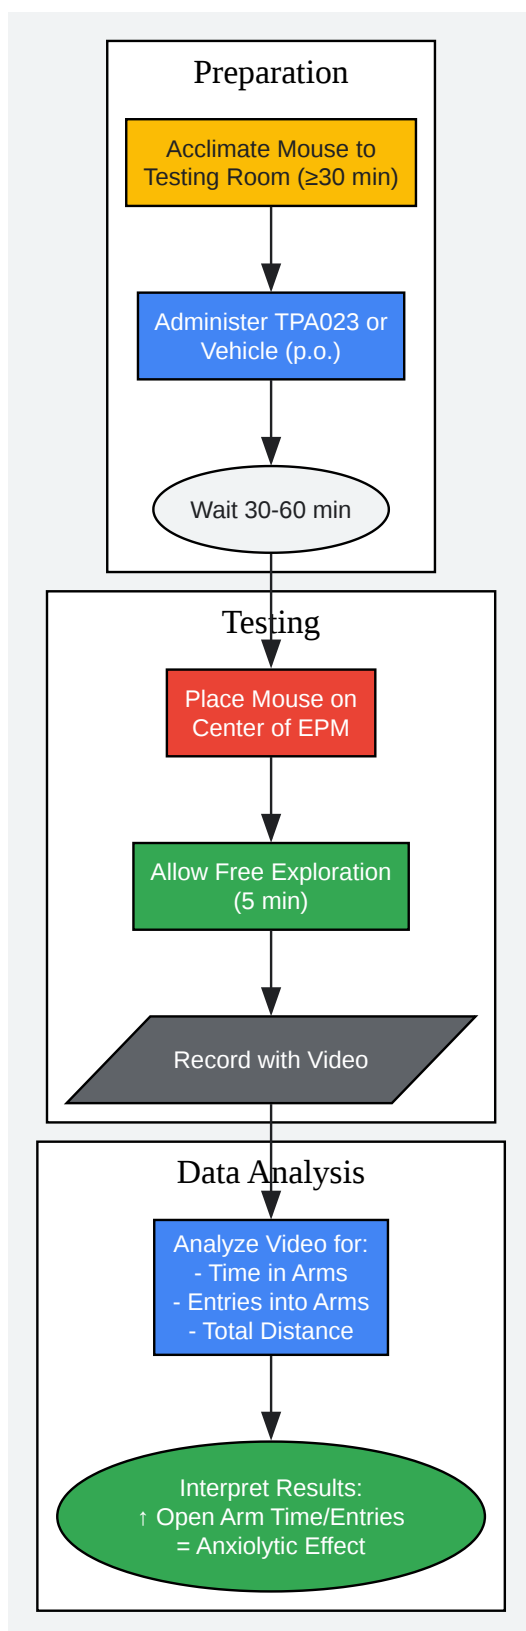 Preparation
Acclimate Mouse to
Testing Room (≥30 min)
Administer TPA023 or
Vehicle (p.o.)
Wait 30-60 min
Testing
Place Mouse on
Center of EPM
Allow Free Exploration
(5 min)
Record with Video
Data Analysis
Analyze Video for:
- Time in Arms
- Entries into Arms
- Total Distance
Interpret Results:
↑ Open Arm Time/Entries
= Anxiolytic Effect